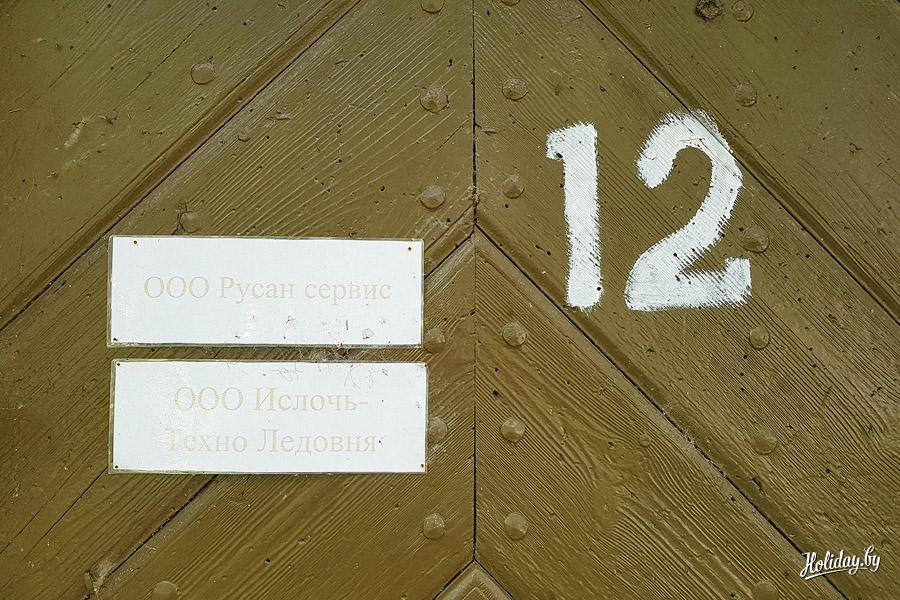 12
ООО Русан сервис
ООО Ислочь-
Техно Ледовня
Holiday.by